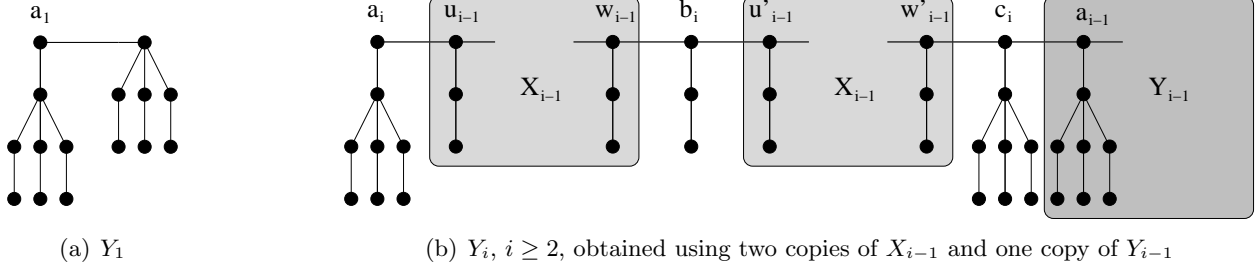 a₁
aᵢ uᵢ₋₁ wᵢ₋₁ bᵢ u'ᵢ₋₁ w'ᵢ₋₁ cᵢ aᵢ₋₁
Xᵢ₋₁ Xᵢ₋₁ Yᵢ₋₁
(a) Y₁
(b) Yᵢ, i ≥ 2, obtained using two copies of Xᵢ₋₁ and one copy of Yᵢ₋₁